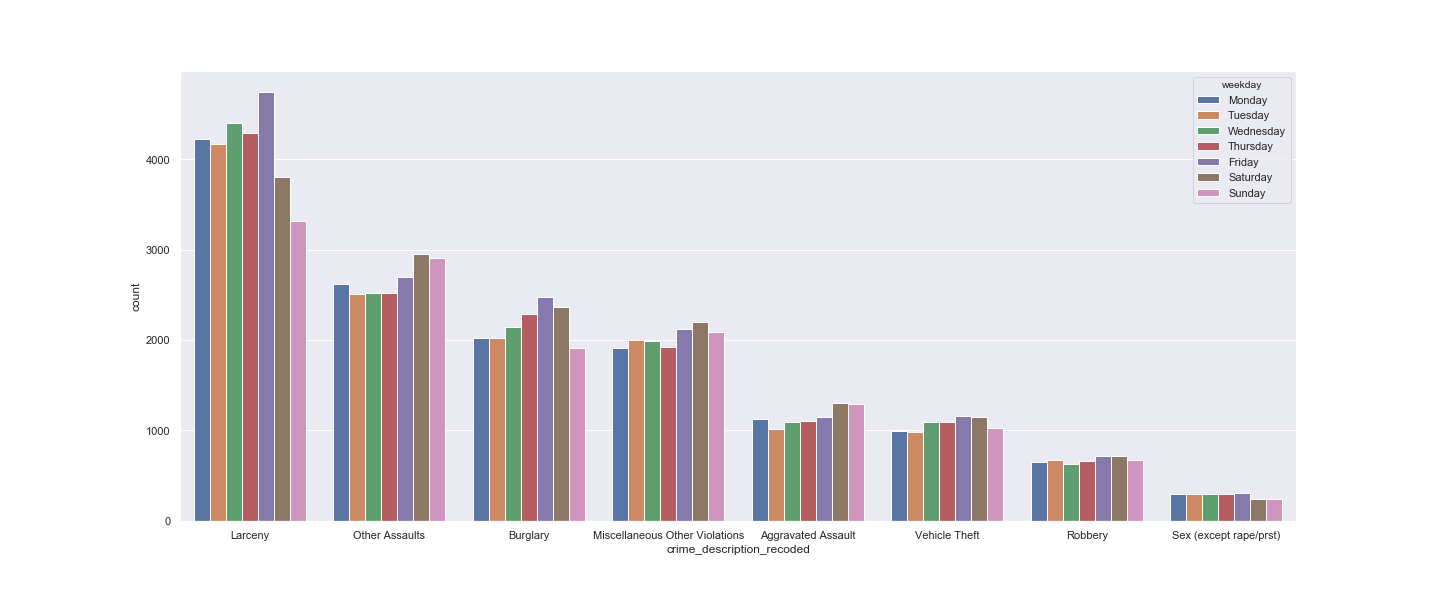 weekday
Monday
Tuesday
Wednesday
Thursday
Friday
Saturday
Sunday
4000
3000
2000
1000
0
count
Larceny
Other Assaults
Burglary
Miscellaneous Other Violations
Aggravated Assault
Vehicle Theft
Robbery
Sex (except rape/prst)
crime_description_recoded